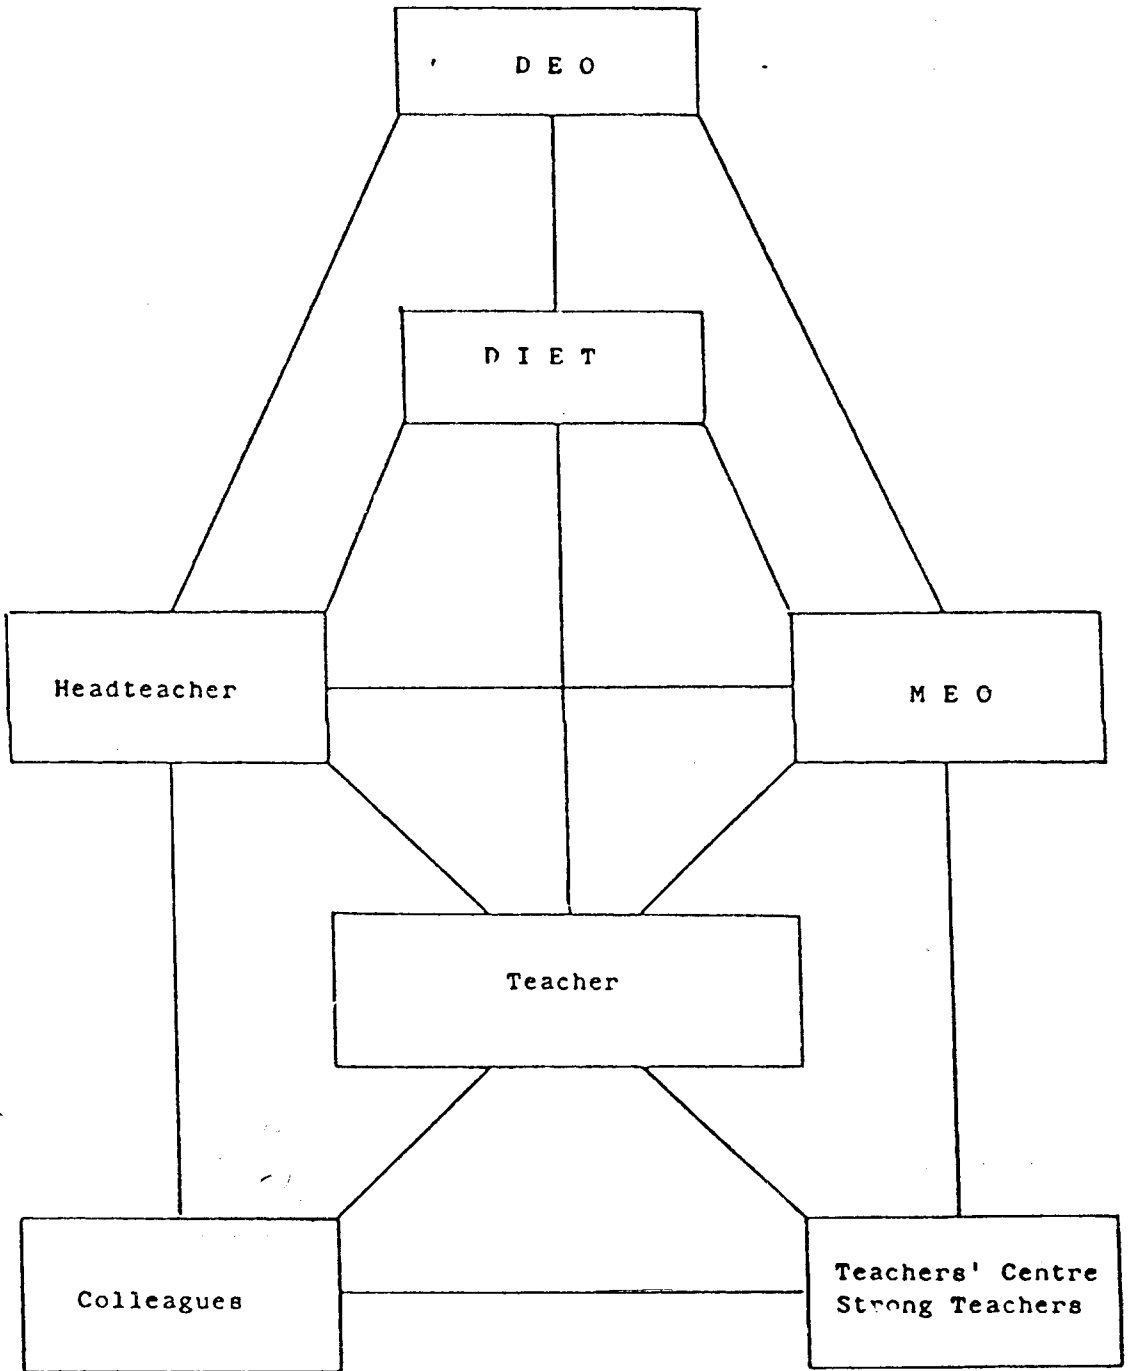 D E O
D I E T
Headteacher
M E O
Teacher
Colleagues
Teachers' Centre
Strong Teachers